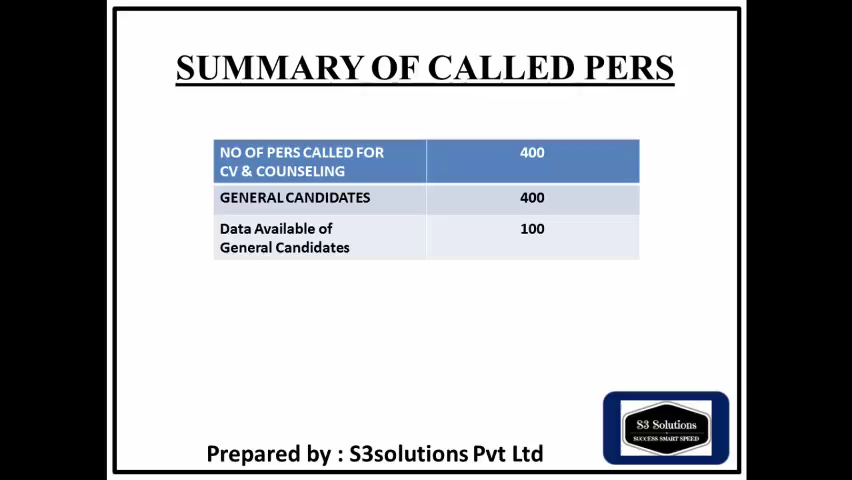 SUMMARY OF CALLED PERS
NO OF PERS CALLED FOR 400
CV & COUNSELING
GENERAL CANDIDATES 400
Data Available of 100
General Candidates
S3 Solutions
SUCCESS SMART SPEED
Prepared by : S3solutions Pvt Ltd